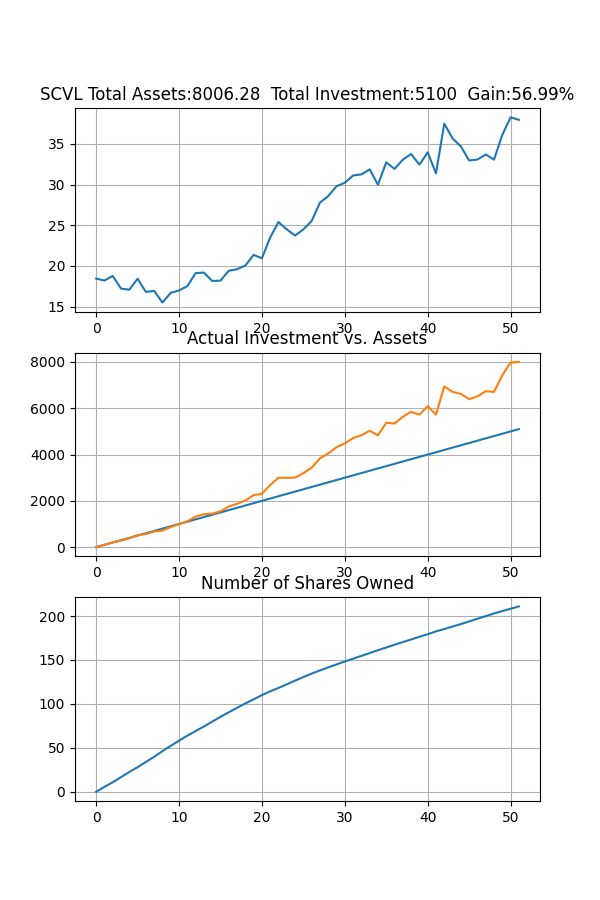 SCVL Total Assets:8006.28  Total Investment:5100  Gain:56.99%
35
30
25
20
15
0 10 20 30 40 50
Actual Investment vs. Assets
8000
6000
4000
2000
0
0 10 20 30 40 50
Number of Shares Owned
200
150
100
50
0
0 10 20 30 40 50